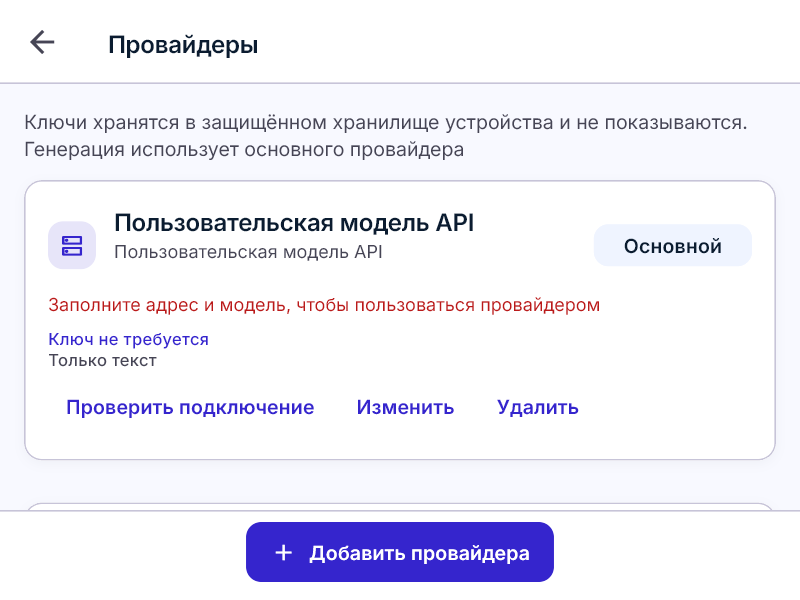 Провайдеры
Ключи хранятся в защищённом хранилище устройства и не показываются.
Генерация использует основного провайдера
Пользовательская модель API
Пользовательская модель API
Основной
Заполните адрес и модель, чтобы пользоваться провайдером
Ключ не требуется
Только текст
Проверить подключение Изменить Удалить
+ Добавить провайдера